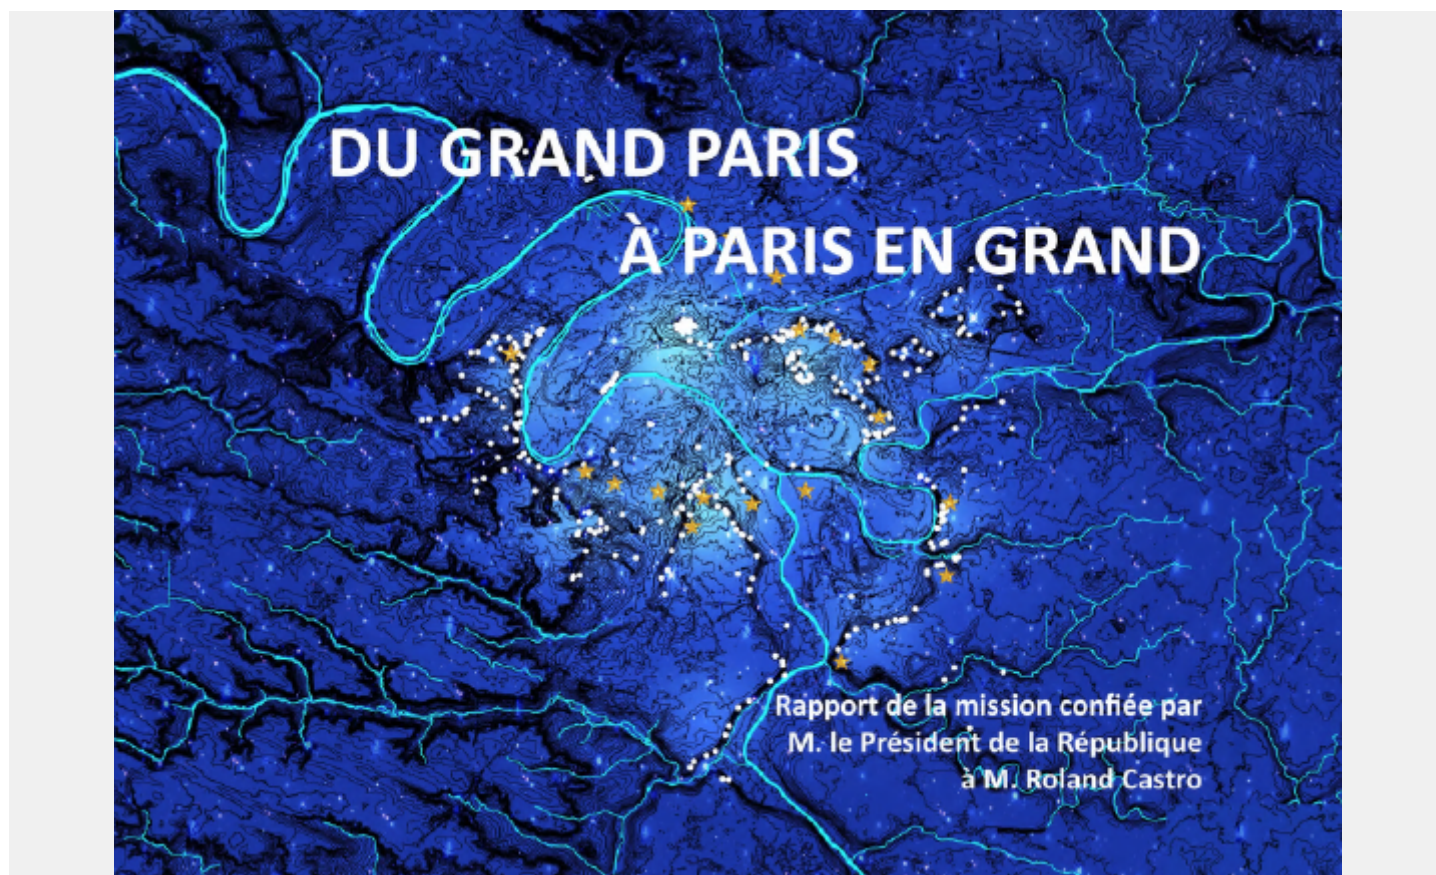 DU GRAND PARIS
À PARIS EN GRAND
Rapport de la mission confiée par
M. le Président de la République
à M. Roland Castro